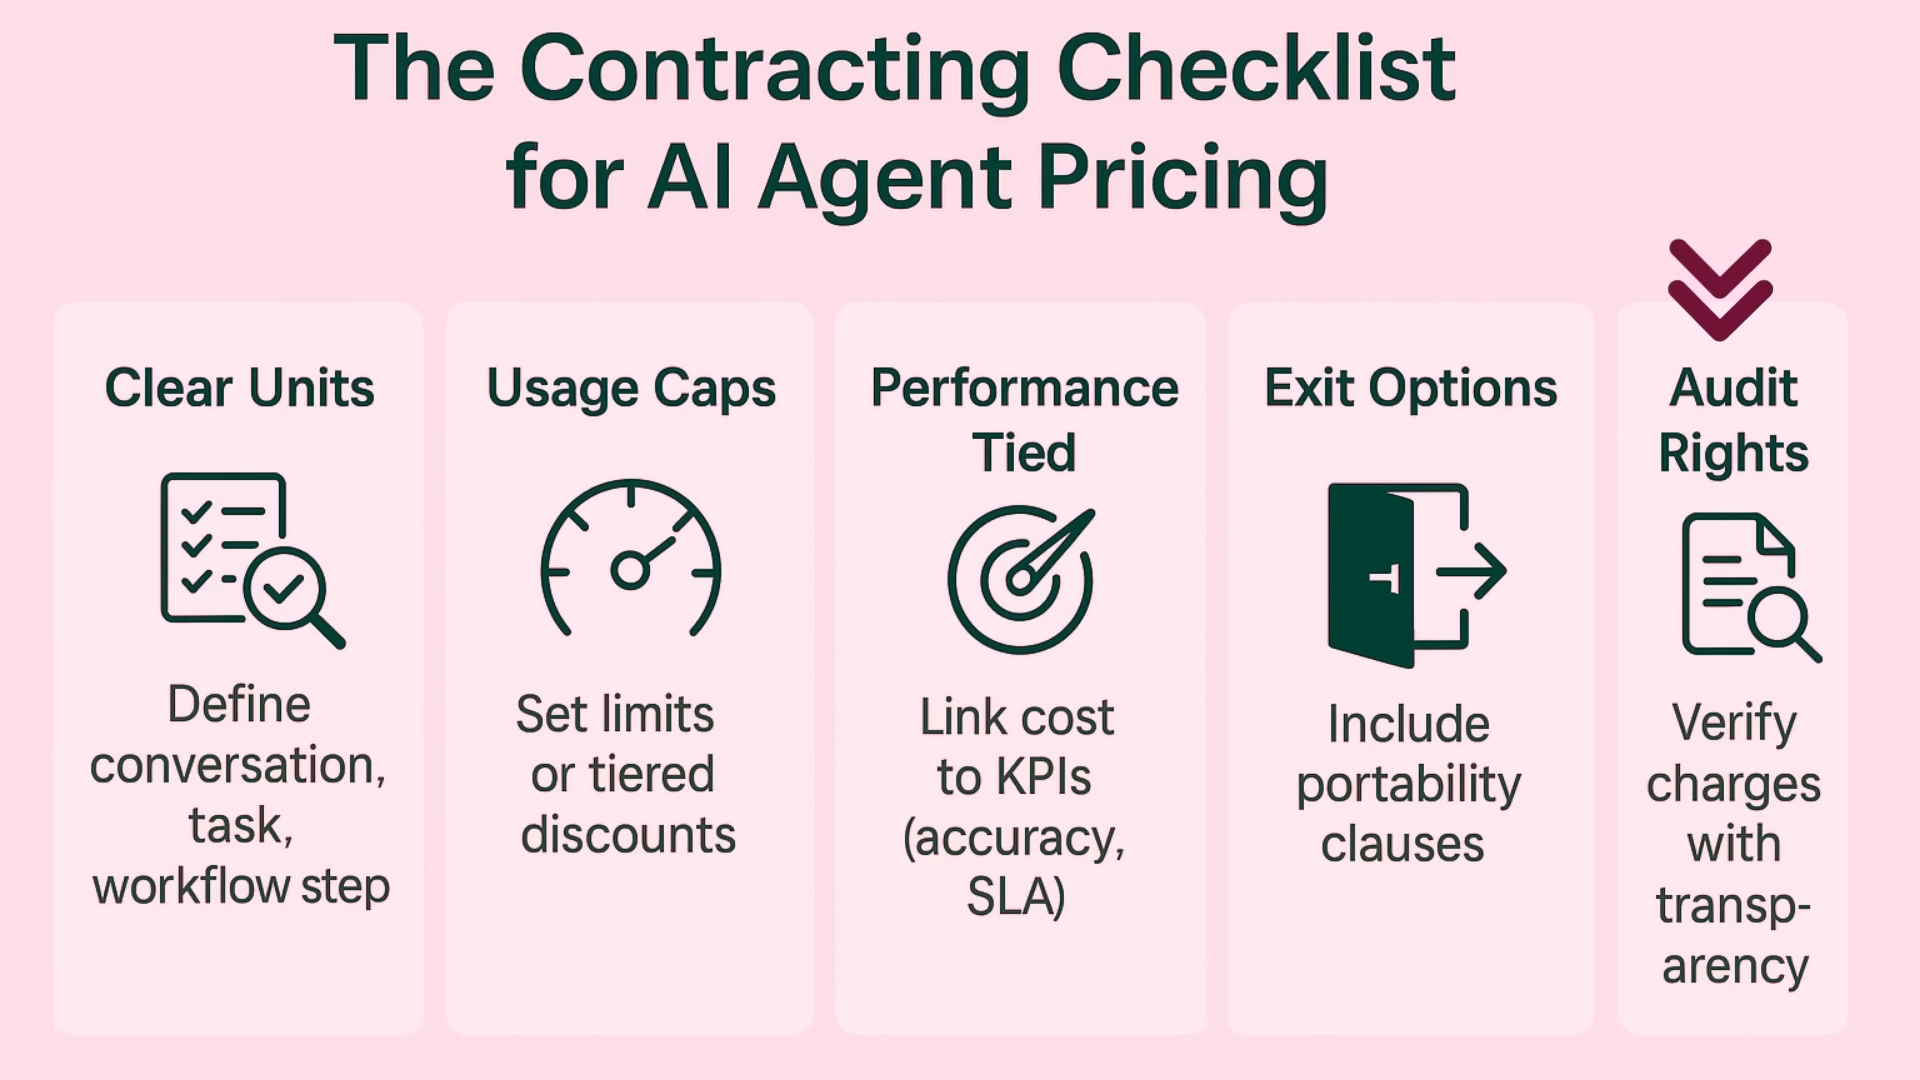 The Contracting Checklist
for AI Agent Pricing
Clear Units
Define
conversation,
task,
workflow step
Usage Caps
Set limits
or tiered
discounts
Performance
Tied
Link cost
to KPIs
(accuracy,
SLA)
Exit Options
Include
portability
clauses
Audit
Rights
Verify
charges
with
transp-
arency